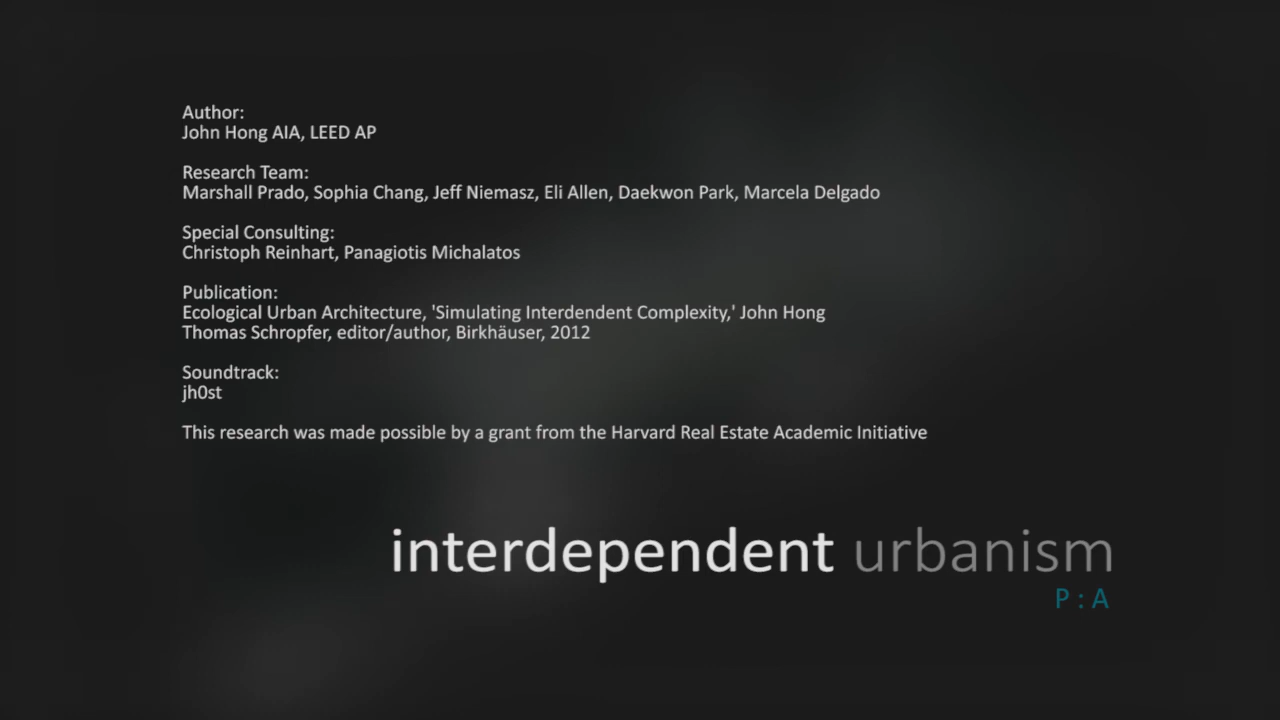 Author:
John Hong AIA, LEED AP
Research Team:
Marshall Prado, Sophia Chang, Jeff Niemasz, Eli Allen, Daekwon Park, Marcela Delgado
Special Consulting:
Christoph Reinhart, Panagiotis Michalatos
Publication:
Ecological Urban Architecture, 'Simulating Interdendent Complexity,' John Hong
Thomas Schropfer, editor/author, Birkhäuser, 2012
Soundtrack:
jh0st
This research was made possible by a grant from the Harvard Real Estate Academic Initiative
interdependent urbanism
P : A